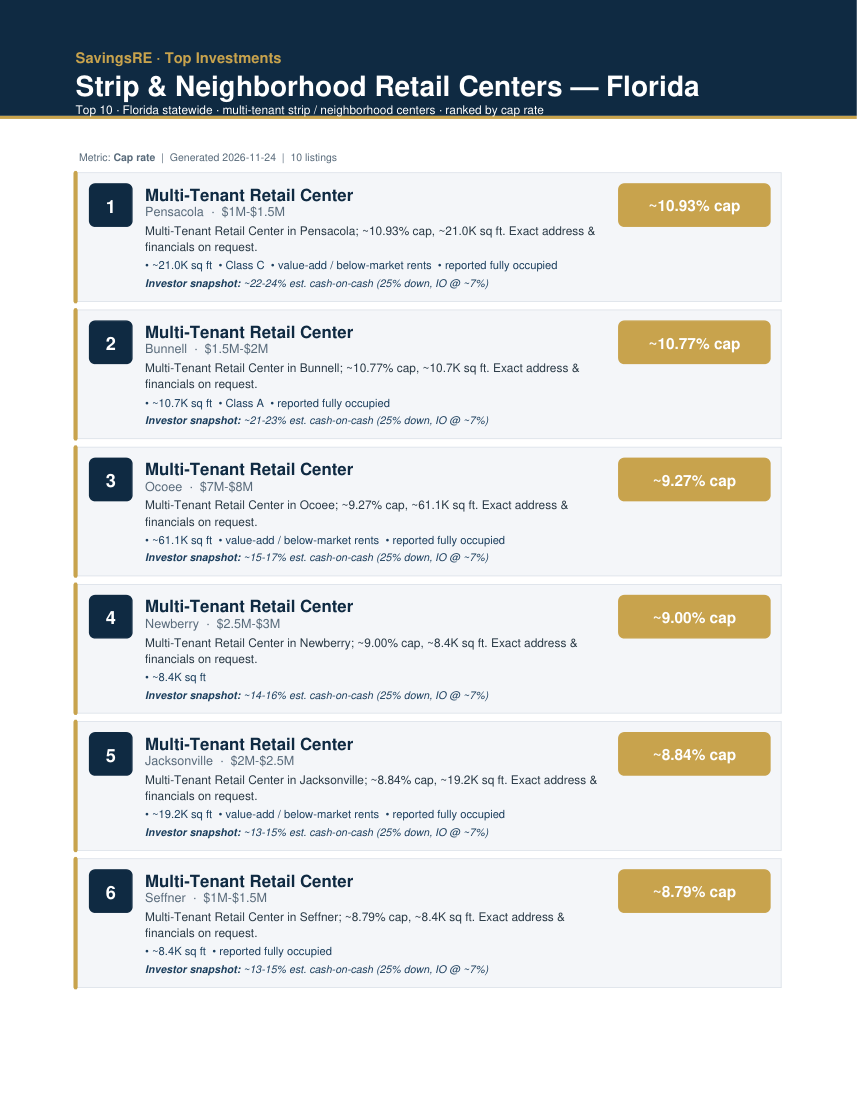 SavingsRE · Top Investments
Strip & Neighborhood Retail Centers — Florida
Top 10 · Florida statewide · multi-tenant strip / neighborhood centers · ranked by cap rate
Metric: Cap rate | Generated 2026-11-24 | 10 listings
1
Multi-Tenant Retail Center
~10.93% cap
Pensacola · $1M-$1.5M
Multi-Tenant Retail Center in Pensacola; ~10.93% cap, ~21.0K sq ft. Exact address &
financials on request.
• ~21.0K sq ft • Class C • value-add / below-market rents • reported fully occupied
Investor snapshot: ~22-24% est. cash-on-cash (25% down, IO @ ~7%)
2
Multi-Tenant Retail Center
~10.77% cap
Bunnell · $1.5M-$2M
Multi-Tenant Retail Center in Bunnell; ~10.77% cap, ~10.7K sq ft. Exact address &
financials on request.
• ~10.7K sq ft • Class A • reported fully occupied
Investor snapshot: ~21-23% est. cash-on-cash (25% down, IO @ ~7%)
3
Multi-Tenant Retail Center
~9.27% cap
Ocoee · $7M-$8M
Multi-Tenant Retail Center in Ocoee; ~9.27% cap, ~61.1K sq ft. Exact address &
financials on request.
• ~61.1K sq ft • value-add / below-market rents • reported fully occupied
Investor snapshot: ~15-17% est. cash-on-cash (25% down, IO @ ~7%)
4
Multi-Tenant Retail Center
~9.00% cap
Newberry · $2.5M-$3M
Multi-Tenant Retail Center in Newberry; ~9.00% cap, ~8.4K sq ft. Exact address &
financials on request.
• ~8.4K sq ft
Investor snapshot: ~14-16% est. cash-on-cash (25% down, IO @ ~7%)
5
Multi-Tenant Retail Center
~8.84% cap
Jacksonville · $2M-$2.5M
Multi-Tenant Retail Center in Jacksonville; ~8.84% cap, ~19.2K sq ft. Exact address &
financials on request.
• ~19.2K sq ft • value-add / below-market rents • reported fully occupied
Investor snapshot: ~13-15% est. cash-on-cash (25% down, IO @ ~7%)
6
Multi-Tenant Retail Center
~8.79% cap
Seffner · $1M-$1.5M
Multi-Tenant Retail Center in Seffner; ~8.79% cap, ~8.4K sq ft. Exact address &
financials on request.
• ~8.4K sq ft • reported fully occupied
Investor snapshot: ~13-15% est. cash-on-cash (25% down, IO @ ~7%)